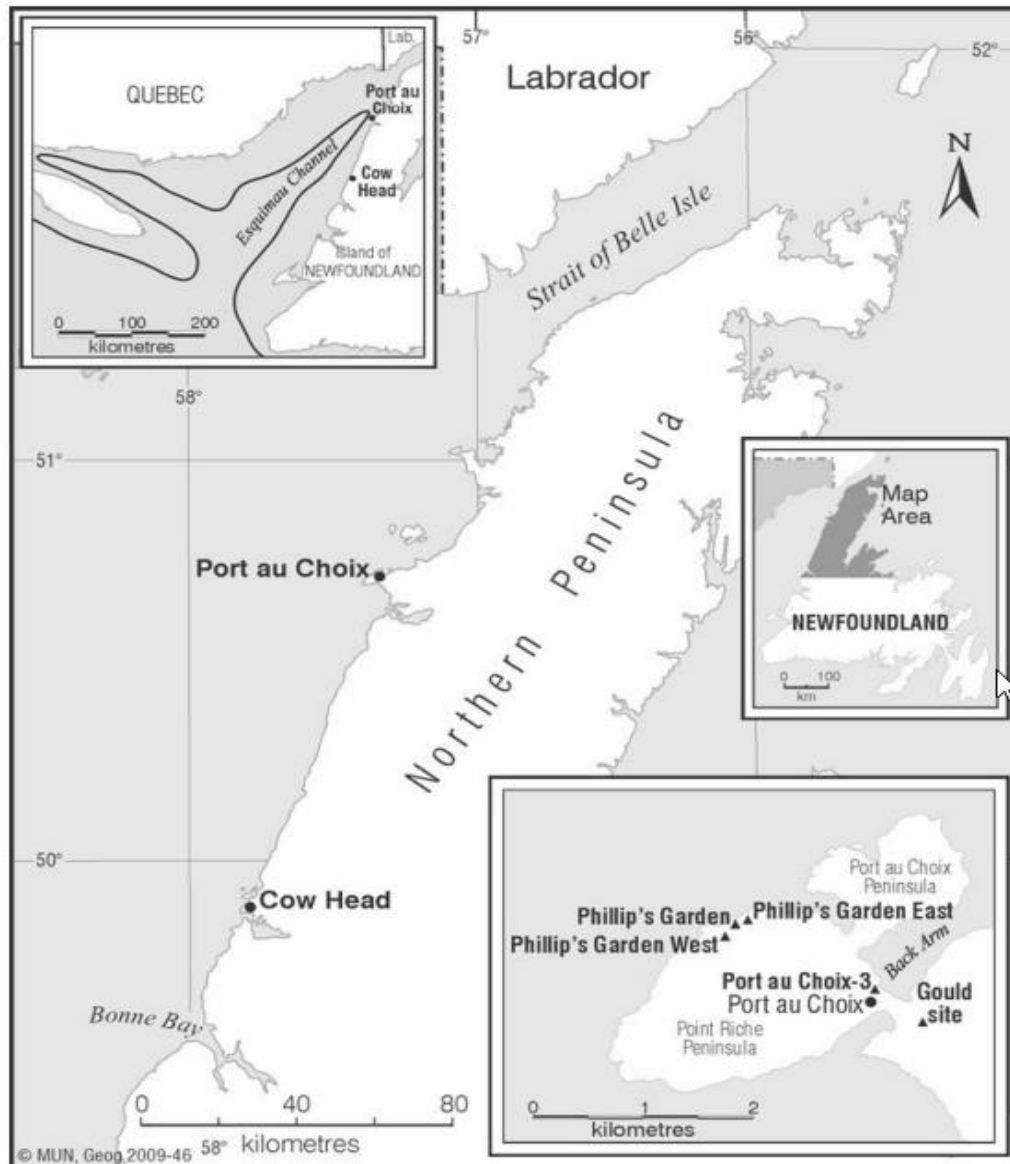 Lab.
QUEBEC
Port au
Choix
Esquimau Channel
Cow
Head
Island of
NEWFOUNDLAND
0 100 200
kilometres
57°
56°
52°
Labrador
N
Strait of Belle Isle
58°
51°
Northern Peninsula
Map
Area
NEWFOUNDLAND
0 100
km
Port au Choix
50°
Cow Head
Bonne Bay
Port au Choix
Peninsula
Phillip's Garden
Phillip's Garden East
Phillip's Garden West
Back Arm
Port au Choix-3
Port au Choix
Gould
site
Point Riche
Peninsula
0 1 2
kilometres
0 40 80
58° kilometres
© MUN, Geog,2009-46